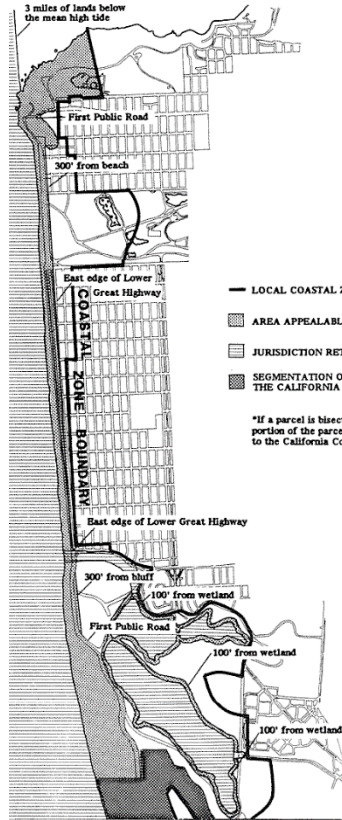 3 miles of lands below
the mean high tide
First Public Road
300' from beach
East edge of Lower
Great Highway
COASTAL ZONE BOUNDARY
LOCAL COASTAL
AREA APPEALABL
JURISDICTION RET
SEGMENTATION O
THE CALIFORNIA
*If a parcel is bisect
portion of the parce
to the California Co
East edge of Lower Great Highway
300' from bluff
100' from wetland
First Public Road
100' from wetland
100' from wetland